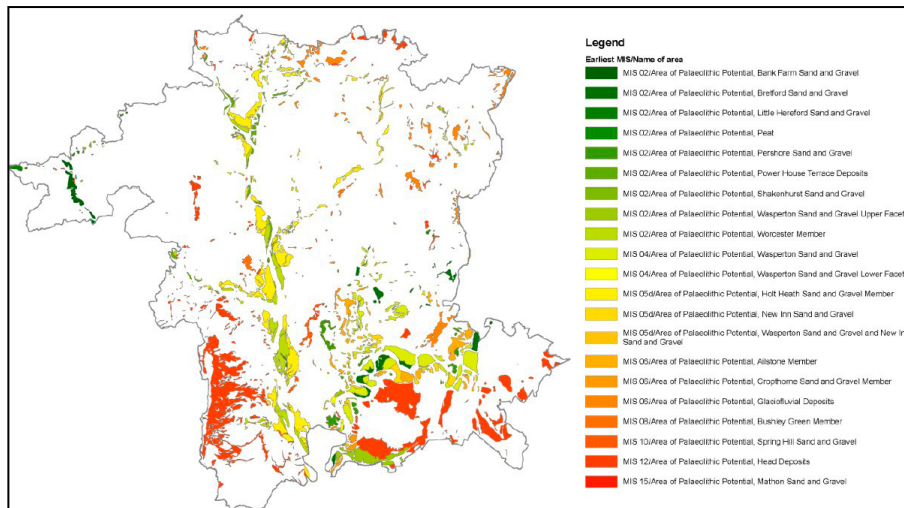 Legend
Earliest MIS/Name of area
MIS 02/Area of Palaeolithic Potential, Bank Farm Sand and Gravel
MIS 02/Area of Palaeolithic Potential, Bretford Sand and Gravel
MIS 02/Area of Palaeolithic Potential, Little Hereford Sand and Gravel
MIS 02/Area of Palaeolithic Potential, Peat
MIS 02/Area of Palaeolithic Potential, Pershore Sand and Gravel
MIS 02/Area of Palaeolithic Potential, Power House Terrace Deposits
MIS 02/Area of Palaeolithic Potential, Shakenhurst Sand and Gravel
MIS 02/Area of Palaeolithic Potential, Wasperton Sand and Gravel Upper Facet
MIS 02/Area of Palaeolithic Potential, Worcester Member
MIS 04/Area of Palaeolithic Potential, Wasperton Sand and Gravel
MIS 04/Area of Palaeolithic Potential, Wasperton Sand and Gravel Lower Facet
MIS 05d/Area of Palaeolithic Potential, Holt Heath Sand and Gravel Member
MIS 05d/Area of Palaeolithic Potential, New Inn Sand and Gravel
MIS 05d/Area of Palaeolithic Potential, Wasperton Sand and Gravel and New In
Sand and Gravel
MIS 06/Area of Palaeolithic Potential, Ailstone Member
MIS 06/Area of Palaeolithic Potential, Cropthorne Sand and Gravel Member
MIS 06/Area of Palaeolithic Potential, Glaciofluvial Deposits
MIS 08/Area of Palaeolithic Potential, Bushley Green Member
MIS 10/Area of Palaeolithic Potential, Spring Hill Sand and Gravel
MIS 12/Area of Palaeolithic Potential, Head Deposits
MIS 15/Area of Palaeolithic Potential, Mathon Sand and Gravel